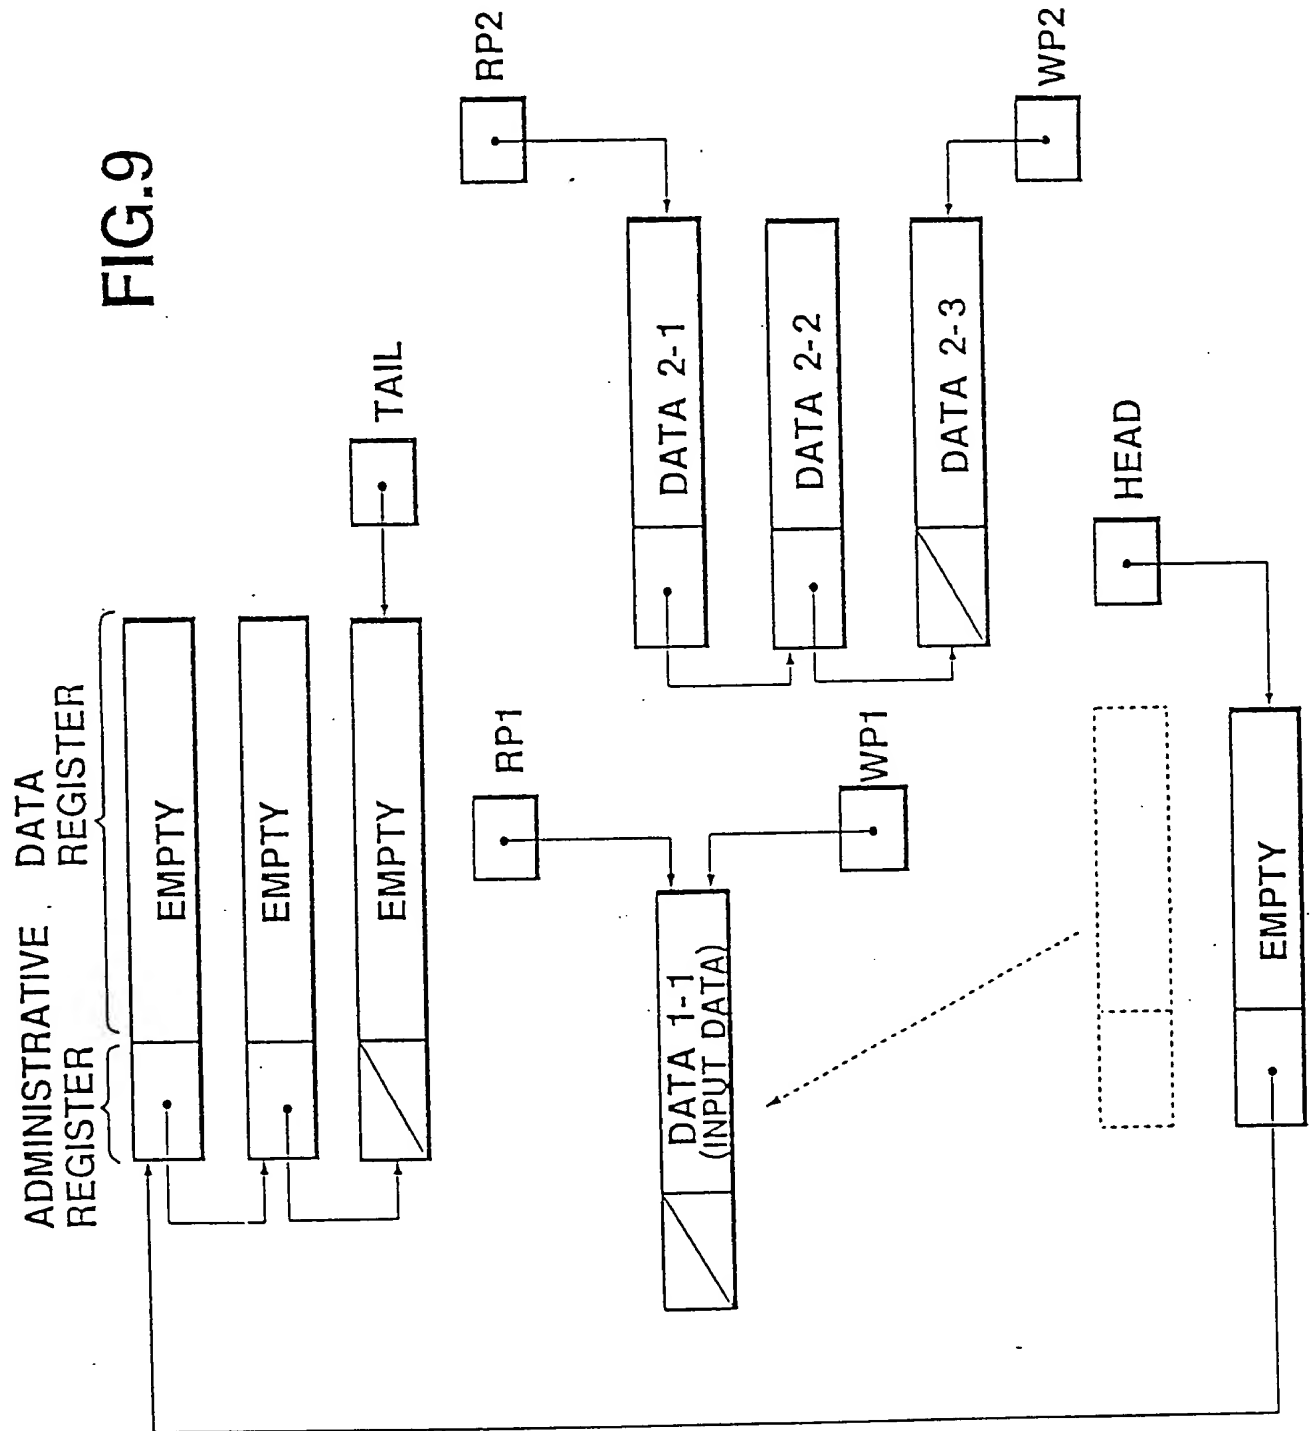 FIG.9
ADMINISTRATIVE
REGISTER
DATA
REGISTER
EMPTY
EMPTY
EMPTY
TAIL
RP1
RP2
DATA 1-1
(INPUT DATA)
WP1
DATA 2-1
DATA 2-2
DATA 2-3
WP2
HEAD
EMPTY